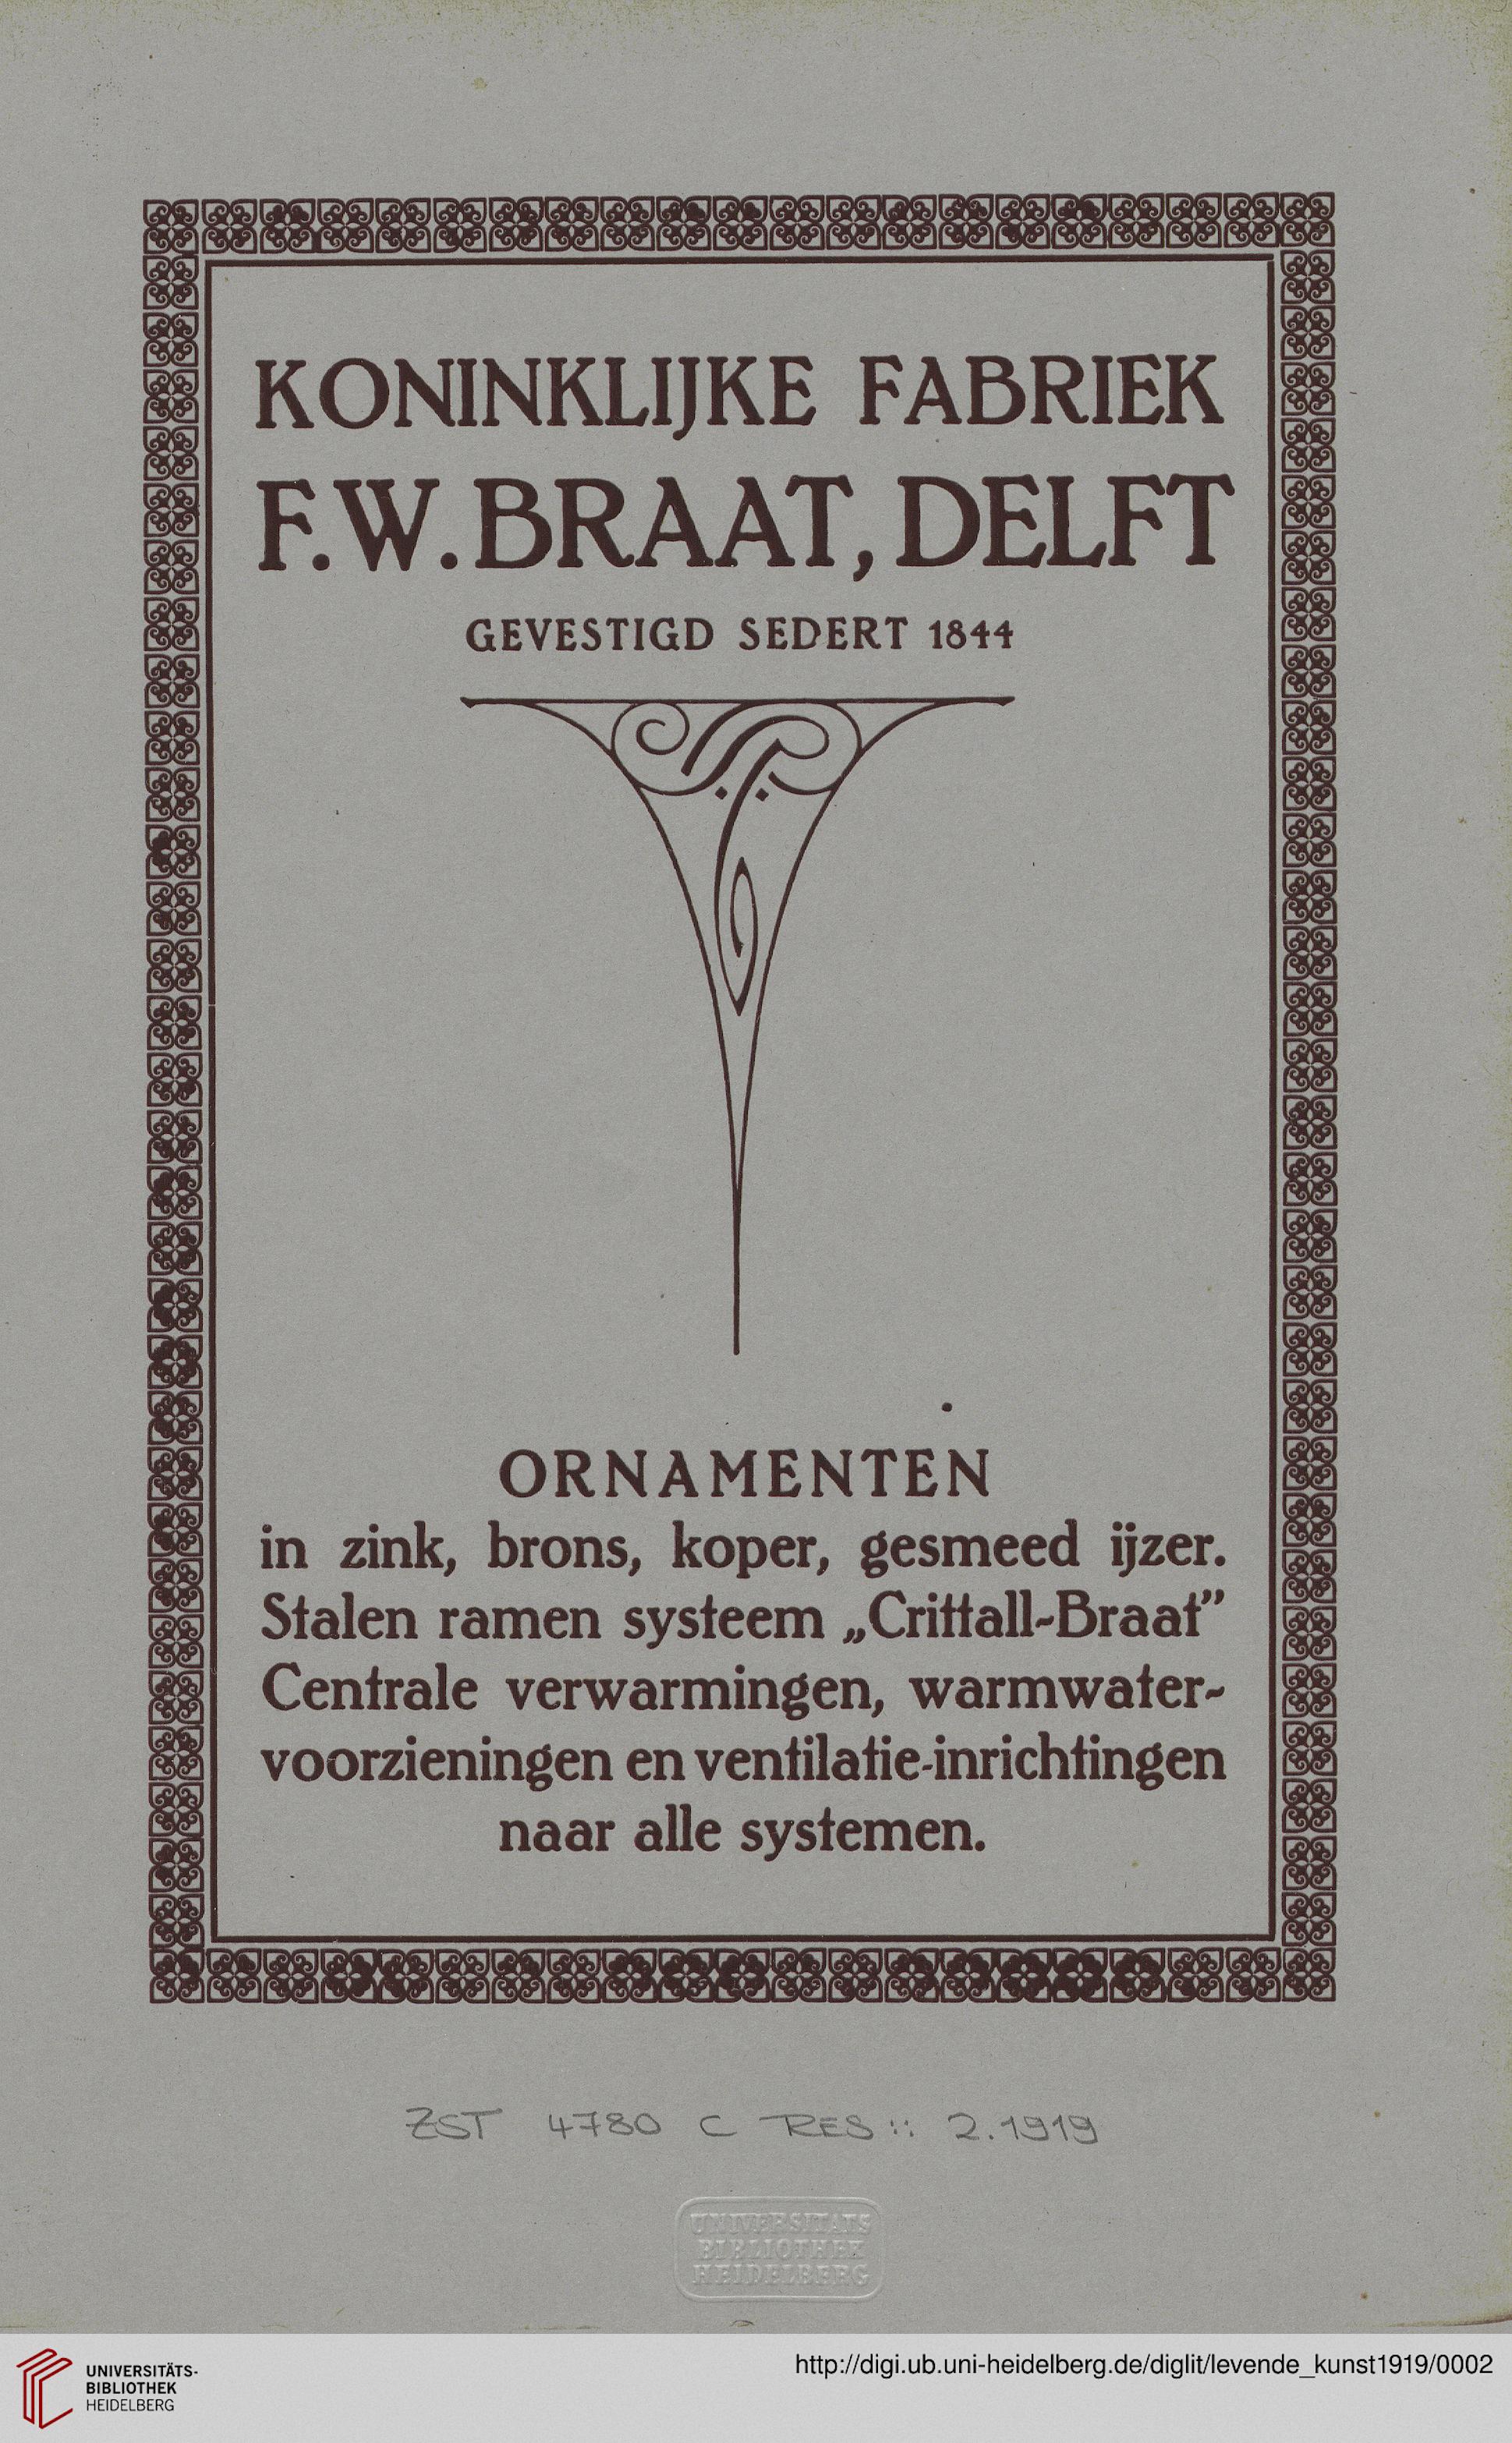 KONINKLIJKE FABRIEK
F.W. BRAAT, DELFT
GEVESTIGD SEDERT 1844
ORNAMENTEN
in zink, brons, koper, gesmeed ijzer.
Stalen ramen systeem „Crittall-Braat”
Centrale verwarmingen, warmwater-
voorzieningen en ventilatie-inrichtingen
naar alle systemen.
ZST 4780 C RES :: 2.1919
UNIVERSITÄTS
BIBLIOTHEK
HEIDELBERG
UNIVERSITÄTS-
BIBLIOTHEK
HEIDELBERG
http://digi.ub.uni-heidelberg.de/diglit/levende_kunst1919/0002